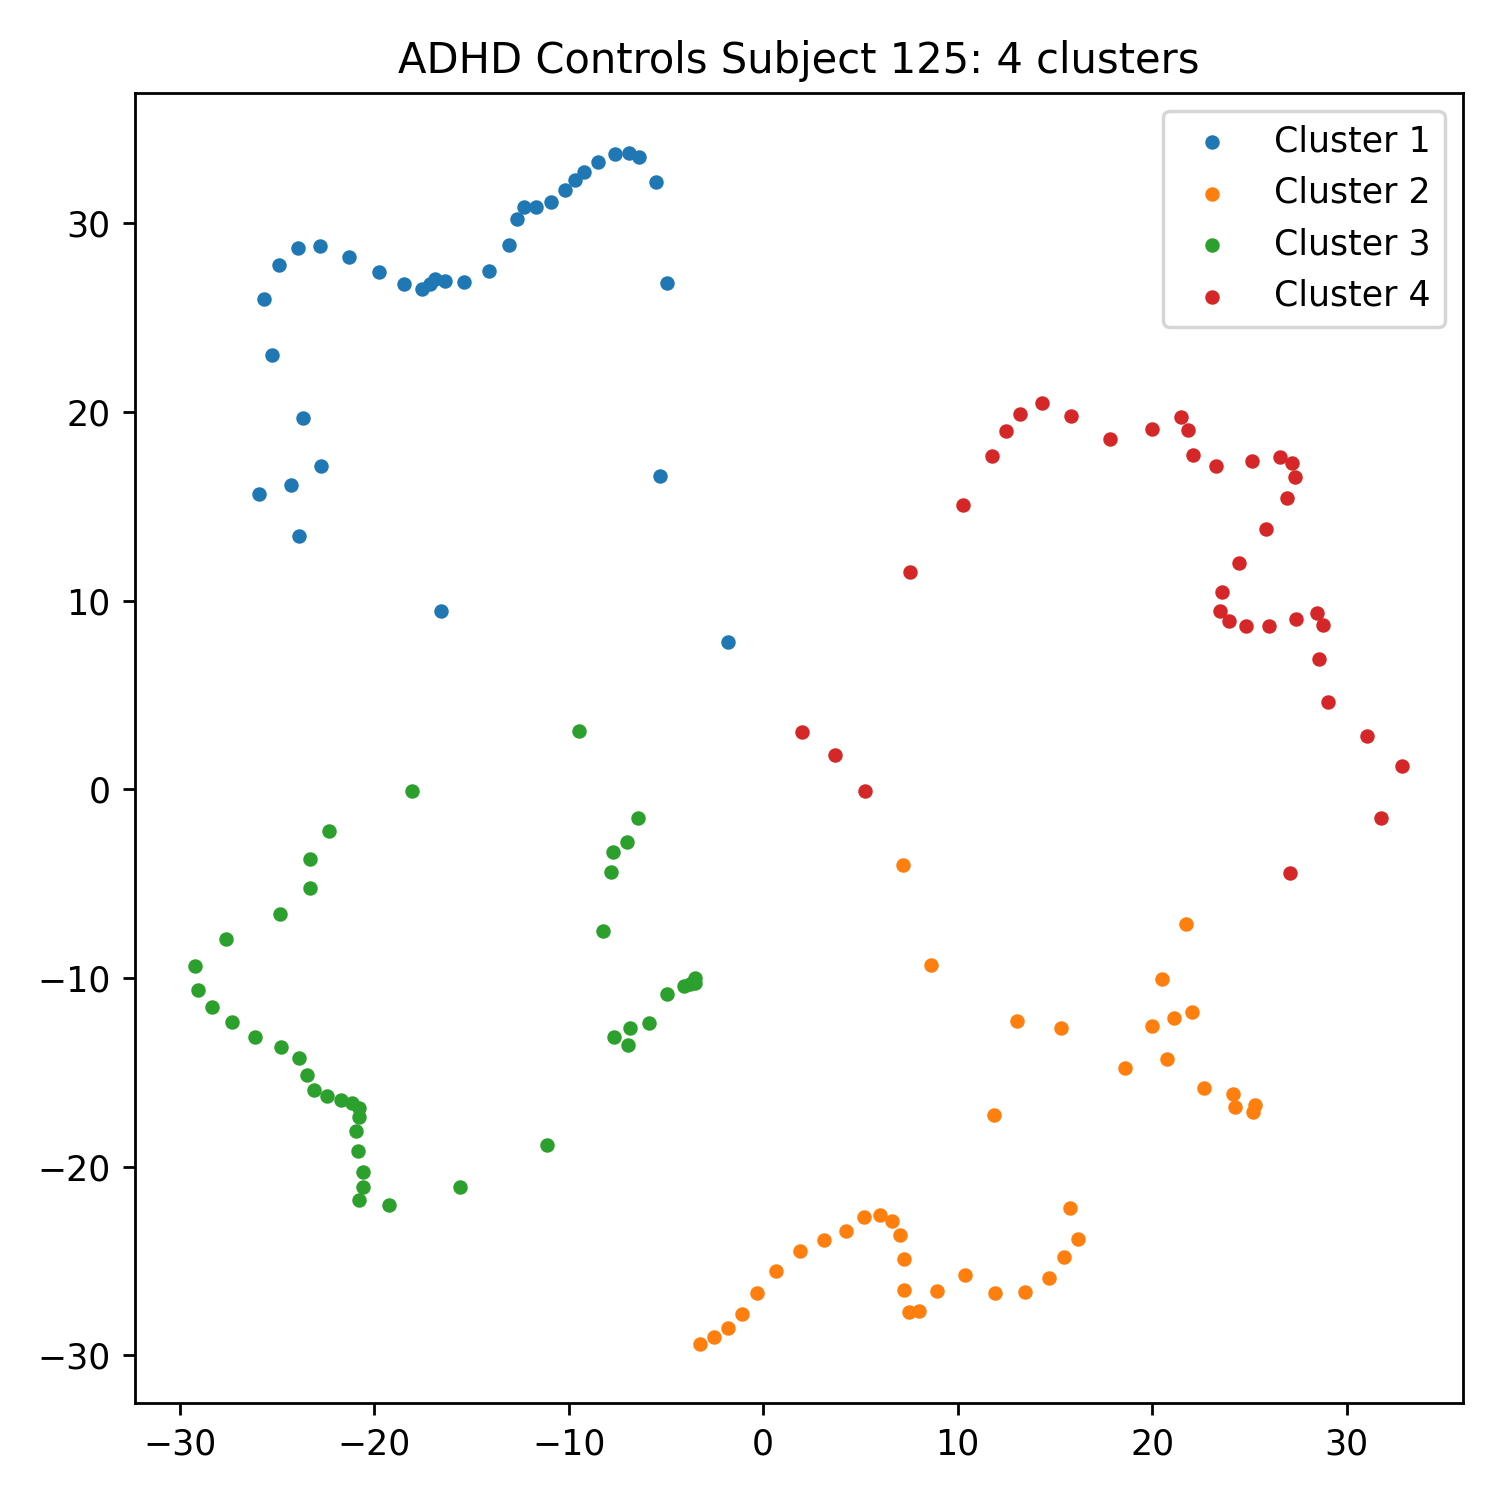 ADHD Controls Subject 125: 4 clusters
Cluster 1
Cluster 2
Cluster 3
Cluster 4
30
20
10
0
−10
−20
−30
−30 −20 −10 0 10 20 30